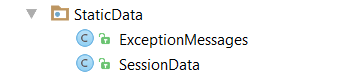 StaticData
C ExceptionMessages
C SessionData